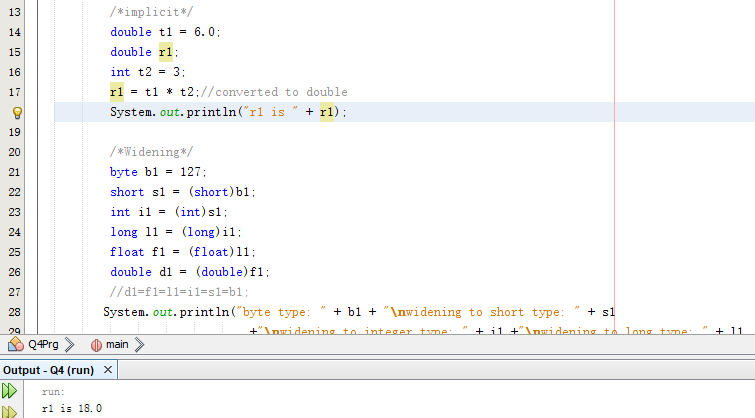 13 /*implicit*/
14 double t1 = 6.0;
15 double r1;
16 int t2 = 3;
17 r1 = t1 * t2;//converted to double
System.out.println("r1 is " + r1);
19
20 /*Widening*/
21 byte b1 = 127;
22 short s1 = (short)b1;
23 int i1 = (int)s1;
24 long l1 = (long)i1;
25 float f1 = (float)l1;
26 double d1 = (double)f1;
27 //d1=f1=l1=i1=s1=b1;
28 System.out.println("byte type: " + b1 + "\nwidening to short type: " + s1
29 +"\nwidening to integer type: " + i1 +"\nwidening to long type: " + l1
Q4Prg main
Output - Q4 (run) ×
run:
r1 is 18.0